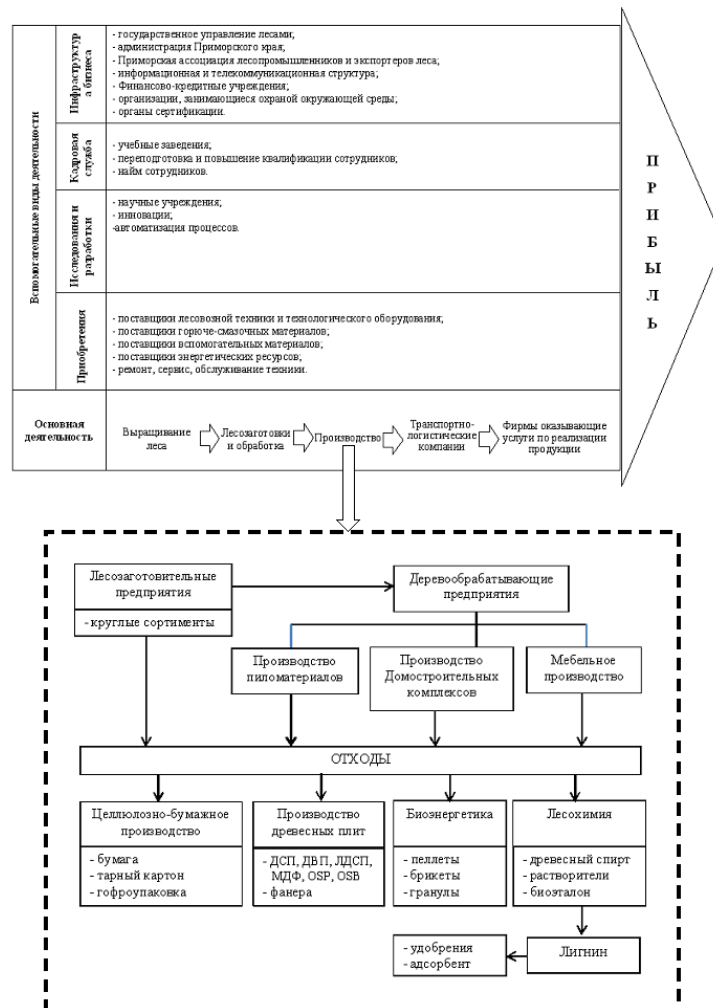 Вспомогательные виды деятельности
Инфраструктур
а бизнеса
- государственное управление лесами;
- администрация Приморского края;
- Приморская ассоциация лесопромышленников и экспортеров леса;
- информационная и телекоммуникационная структура;
- Финансово-кредитные учреждения;
- организации, занимающиеся охраной окружающей среды;
- органы сертификации.
Кадровая
служба
- учебные заведения;
- переподготовка и повышение квалификации сотрудников;
- найм сотрудников.
Исследования и
разработки
- научные учреждения;
- инновации;
-автоматизация процессов.
Приобретения
- поставщики лесовозной техники и технологического оборудования;
- поставщики горюче-смазочных материалов;
- поставщики вспомогательных материалов;
- поставщики энергетических ресурсов;
- ремонт, сервис, обслуживание техники.
П
Р
И
Б
Ы
Л
Ь
Основная
деятельность
Выращивание
леса
Лесозаготовки
и обработка
Производство
Транспортно-
логистические
компании
Фирмы оказывающие
услуги по реализации
продукции
Лесозаготовительные
предприятия
- круглые сортименты
Деревообрабатывающие
предприятия
Производство
пиломатериалов
Производство
Домостроительных
комплексов
Мебельное
производство
ОТХОДЫ
Целлюлозно-бумажное
производство
- бумага
- тарный картон
- гофроупаковка
Производство
древесных плит
- ДСП, ДВП, ЛДСП,
МДФ, OSP, OSB
- фанера
Биоэнергетика
- пеллеты
- брикеты
- гранулы
Лесохимия
- древесный спирт
- растворители
- биоэталон
Лигнин
- удобрения
- адсорбент